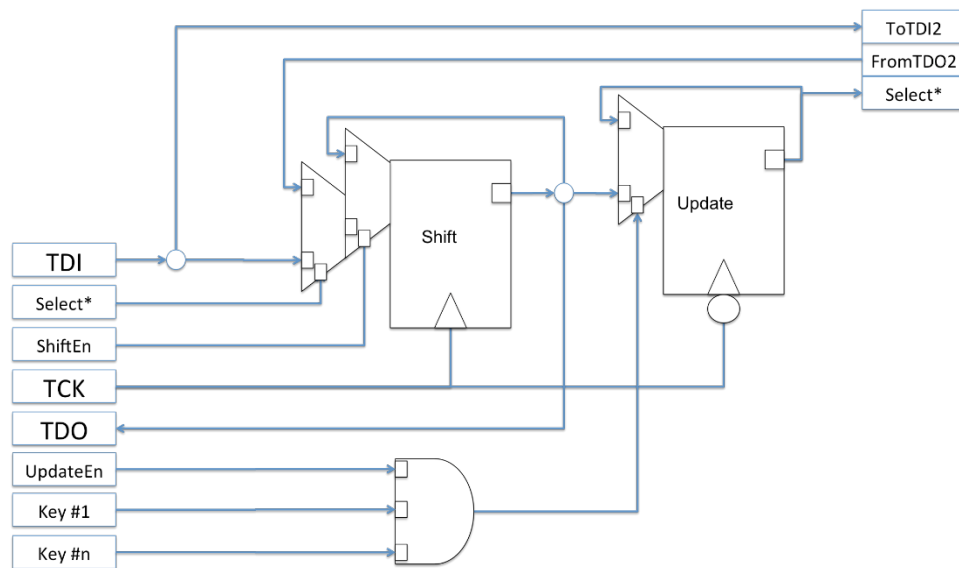 ToTDI2
FromTDO2
Select*
Update
Shift
TDI
Select*
ShiftEn
TCK
TDO
UpdateEn
Key #1
Key #n